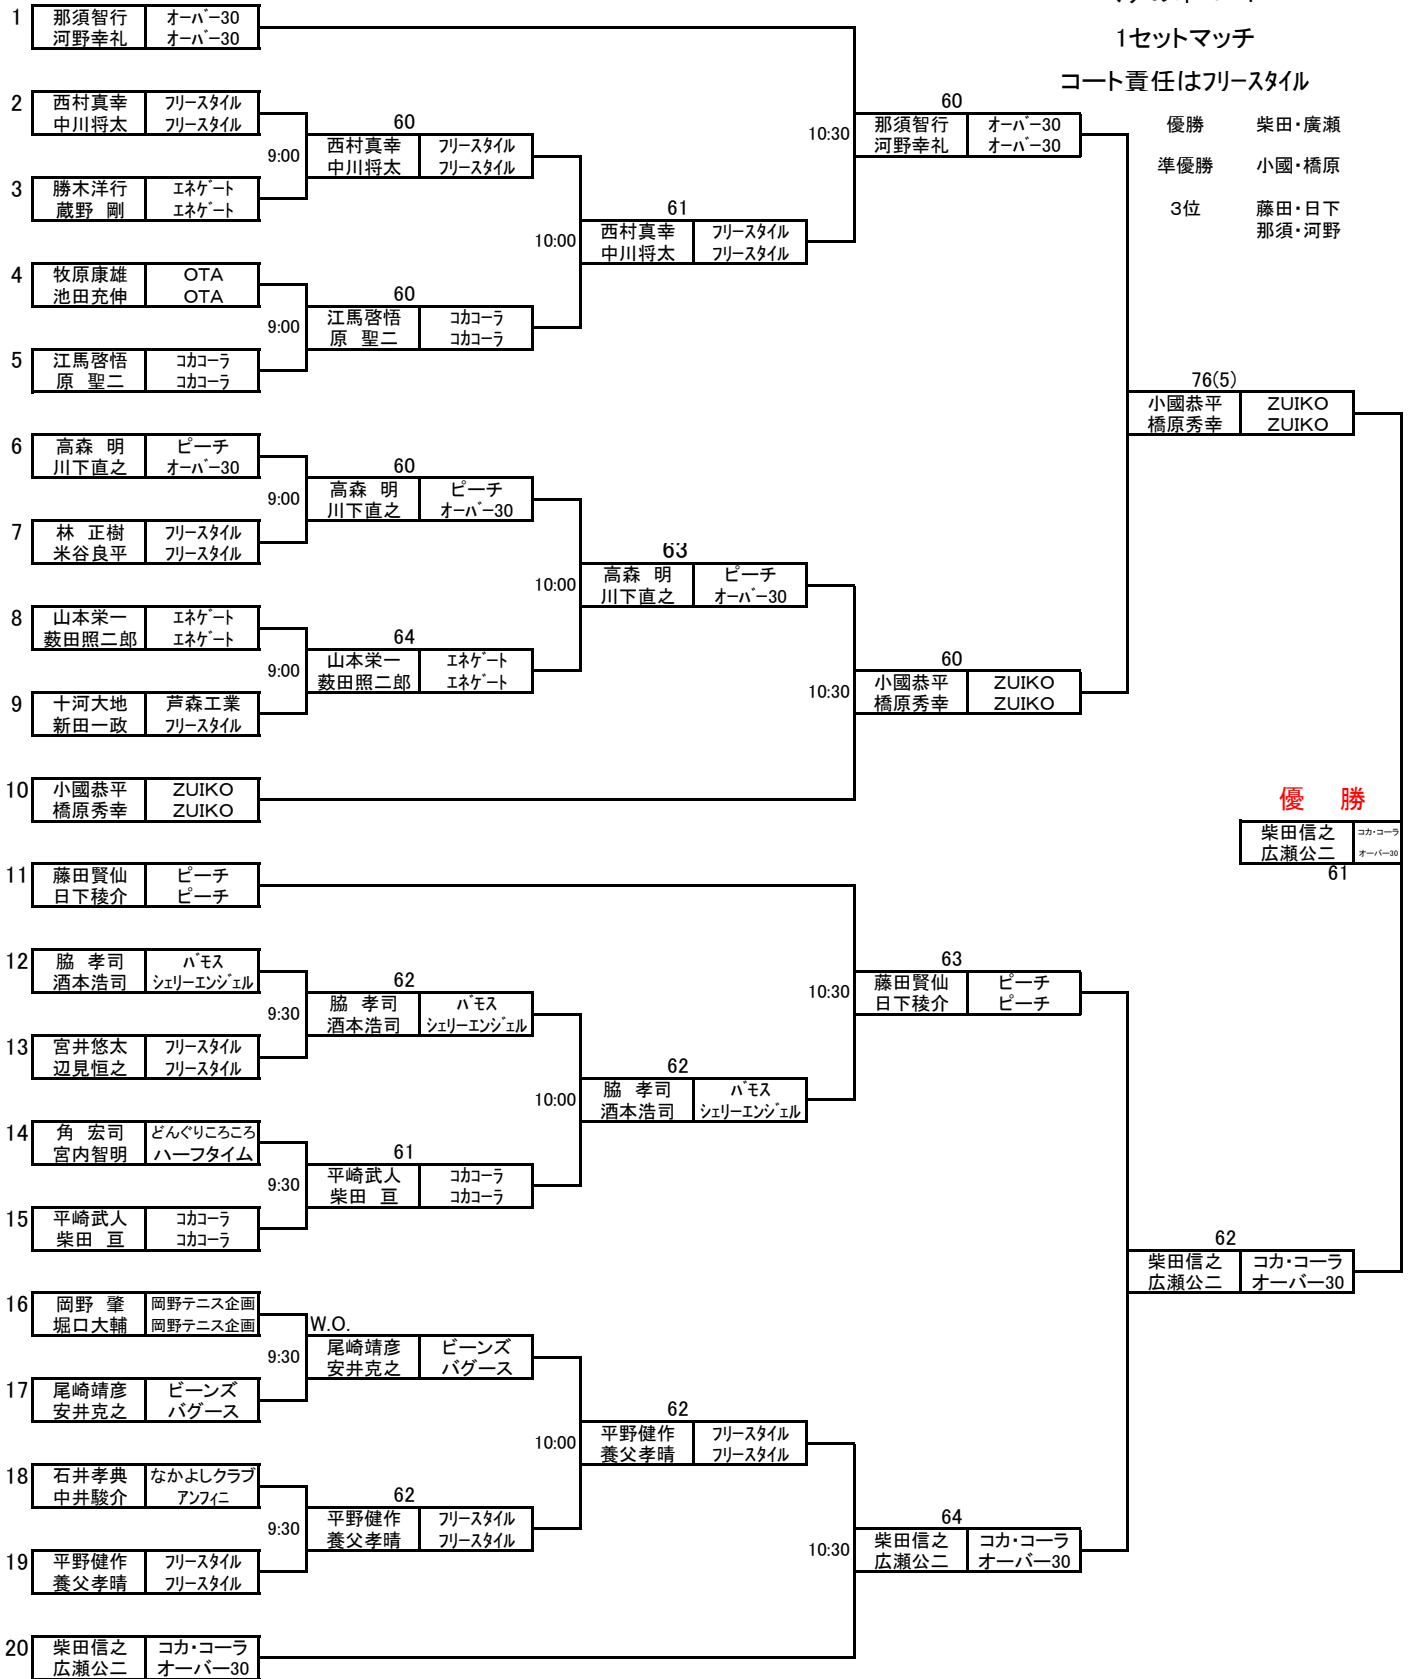 1セットマッチ
コート責任はフリースタイル
優勝 柴田・廣瀬
準優勝 小國・橋原
3位 藤田・日下
那須・河野
1 那須智行 オーバー30
河野幸礼 オーバー30
2 西村真幸 フリースタイル
中川将太 フリースタイル
3 勝木洋行 エネゲート
蔵野 剛 エネゲート
4 牧原康雄 OTA
池田充伸 OTA
5 江馬啓悟 コカコーラ
原 聖二 コカコーラ
6 高森 明 ピーチ
川下直之 オーバー30
7 林 正樹 フリースタイル
米谷良平 フリースタイル
8 山本栄一 エネゲート
薮田照二郎 エネゲート
9 十河大地 芦森工業
新田一政 フリースタイル
10 小國恭平 ZUIKO
橋原秀幸 ZUIKO
11 藤田賢仙 ピーチ
日下稜介 ピーチ
12 脇 孝司 バモス
酒本浩司 シェリーエンジェル
13 宮井悠太 フリースタイル
辺見恒之 フリースタイル
14 角 宏司 どんぐりころころ
宮内智明 ハーフタイム
15 平崎武人 コカコーラ
柴田 亘 コカコーラ
16 岡野 肇 岡野テニス企画
堀口大輔 岡野テニス企画
17 尾崎靖彦 ビーンズ
安井克之 バグース
18 石井孝典 なかよしクラブ
中井駿介 アンフィニ
19 平野健作 フリースタイル
養父孝晴 フリースタイル
20 柴田信之 コカ・コーラ
広瀬公二 オーバー30
9:00
60
西村真幸 フリースタイル
中川将太 フリースタイル
9:00
60
江馬啓悟 コカコーラ
原 聖二 コカコーラ
9:00
60
高森 明 ピーチ
川下直之 オーバー30
9:00
64
山本栄一 エネゲート
薮田照二郎 エネゲート
9:30
62
脇 孝司 バモス
酒本浩司 シェリーエンジェル
9:30
61
平崎武人 コカコーラ
柴田 亘 コカコーラ
9:30
W.O.
尾崎靖彦 ビーンズ
安井克之 バグース
9:30
62
平野健作 フリースタイル
養父孝晴 フリースタイル
10:00
61
西村真幸 フリースタイル
中川将太 フリースタイル
10:00
63
高森 明 ピーチ
川下直之 オーバー30
10:00
62
脇 孝司 バモス
酒本浩司 シェリーエンジェル
10:00
62
平野健作 フリースタイル
養父孝晴 フリースタイル
10:30
60
那須智行 オーバー30
河野幸礼 オーバー30
10:30
60
小國恭平 ZUIKO
橋原秀幸 ZUIKO
10:30
63
藤田賢仙 ピーチ
日下稜介 ピーチ
10:30
64
柴田信之 コカ・コーラ
広瀬公二 オーバー30
76(5)
小國恭平 ZUIKO
橋原秀幸 ZUIKO
62
柴田信之 コカ・コーラ
広瀬公二 オーバー30
優 勝
柴田信之 コカ・コーラ
広瀬公二 オーバー30
61